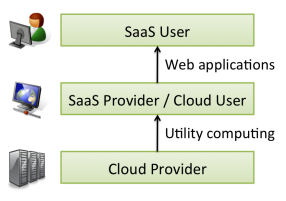 SaaS User
Web applications
SaaS Provider / Cloud User
Utility computing
Cloud Provider